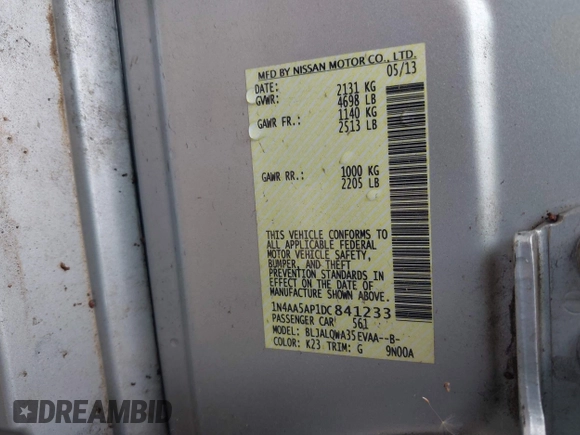 MFD BY NISSAN MOTOR CO., LTD.
DATE: 05/13
GVWR: 2131 KG
4698 LB
GAWR FR.: 1140 KG
2513 LB
GAWR RR.: 1000 KG
2205 LB
THIS VEHICLE CONFORMS TO
ALL APPLICABLE FEDERAL
MOTOR VEHICLE SAFETY,
BUMPER, AND THEFT
PREVENTION STANDARDS IN
EFFECT ON THE DATE OF
MANUFACTURE SHOWN ABOVE.
1N4AA5AP1DC841233
PASSENGER CAR 561
MODEL: BLJALQWA35EVAA--B-
COLOR: K23 TRIM: G 9N00A
DREAMBID